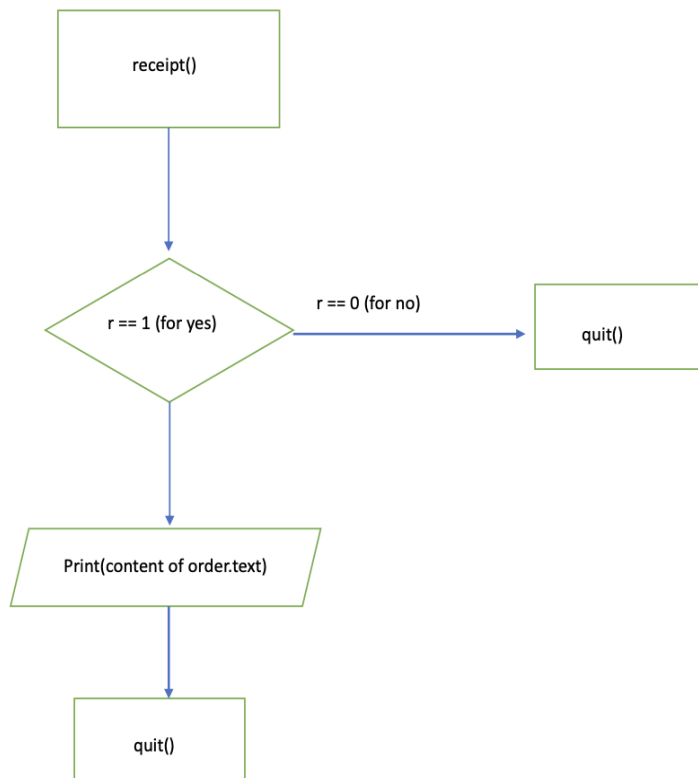 receipt()
r == 1 (for yes)
r == 0 (for no)
quit()
Print(content of order.text)
quit()